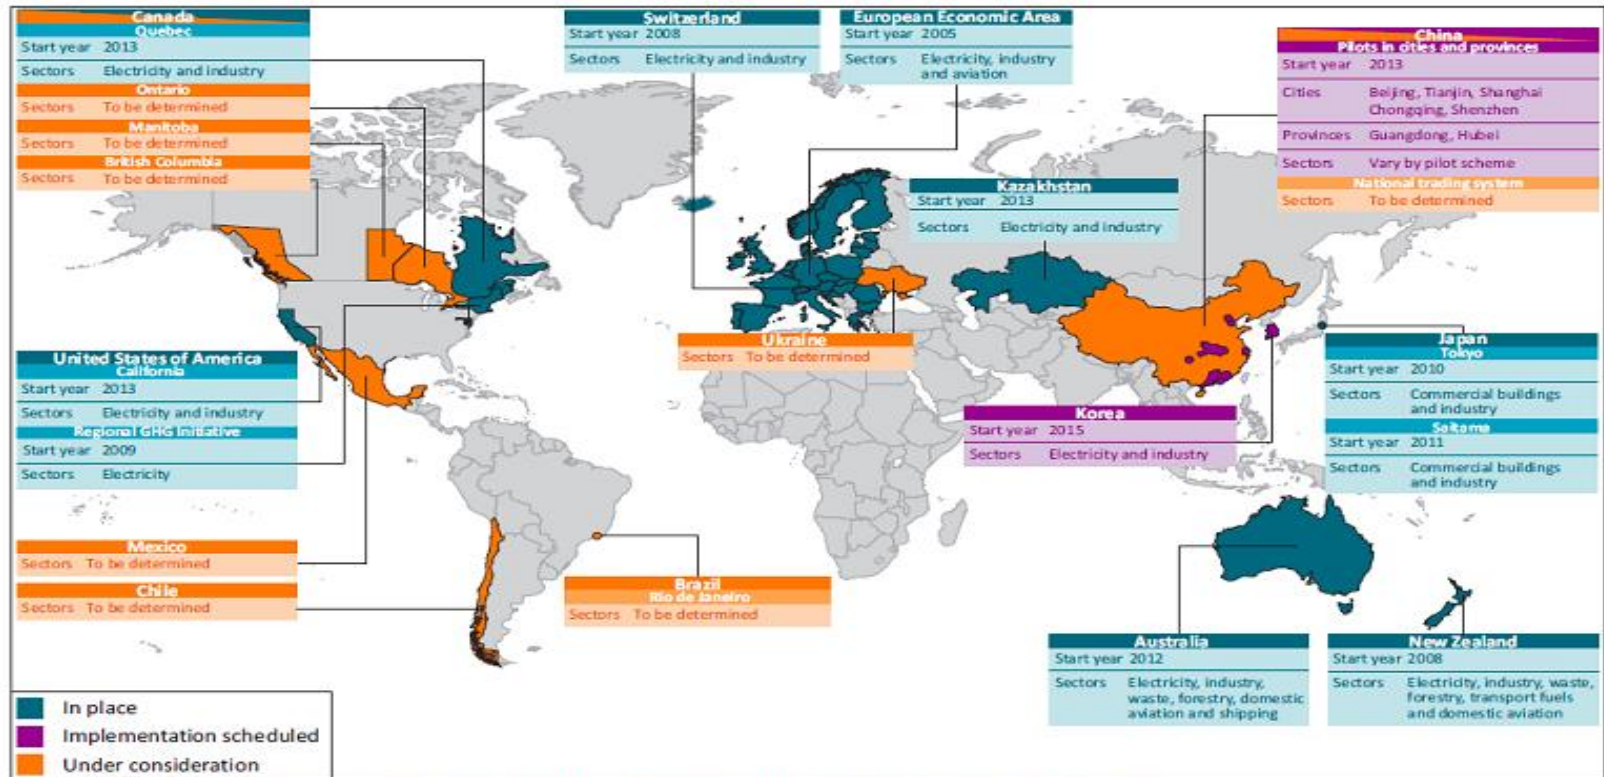 Canada
Quebec
Start year 2013
Sectors Electricity and industry
Ontario
Sectors To be determined
Manitoba
Sectors To be determined
British Columbia
Sectors To be determined
Switzerland
Start year 2008
Sectors Electricity and industry
European Economic Area
Start year 2005
Sectors Electricity, industry
and aviation
China
Pilots in cities and provinces
Start year 2013
Cities Beijing, Tianjin, Shanghai
Chongqing, Shenzhen
Provinces Guangdong, Hubei
Sectors Vary by pilot scheme
National trading system
Sectors To be determined
Kazakhstan
Start year 2013
Sectors Electricity and industry
Ukraine
Sectors To be determined
United States of America
California
Start year 2013
Sectors Electricity and industry
Regional GHG Initiative
Start year 2009
Sectors Electricity
Japan
Tokyo
Start year 2010
Sectors Commercial buildings
and industry
Saitama
Start year 2011
Sectors Commercial buildings
and industry
Korea
Start year 2015
Sectors Electricity and industry
Mexico
Sectors To be determined
Chile
Sectors To be determined
Brazil
Rio de Janeiro
Sectors To be determined
Australia
Start year 2012
Sectors Electricity, industry,
waste, forestry, domestic
aviation and shipping
New Zealand
Start year 2008
Sectors Electricity, industry, waste,
forestry, transport fuels
and domestic aviation
In place
Implementation scheduled
Under consideration